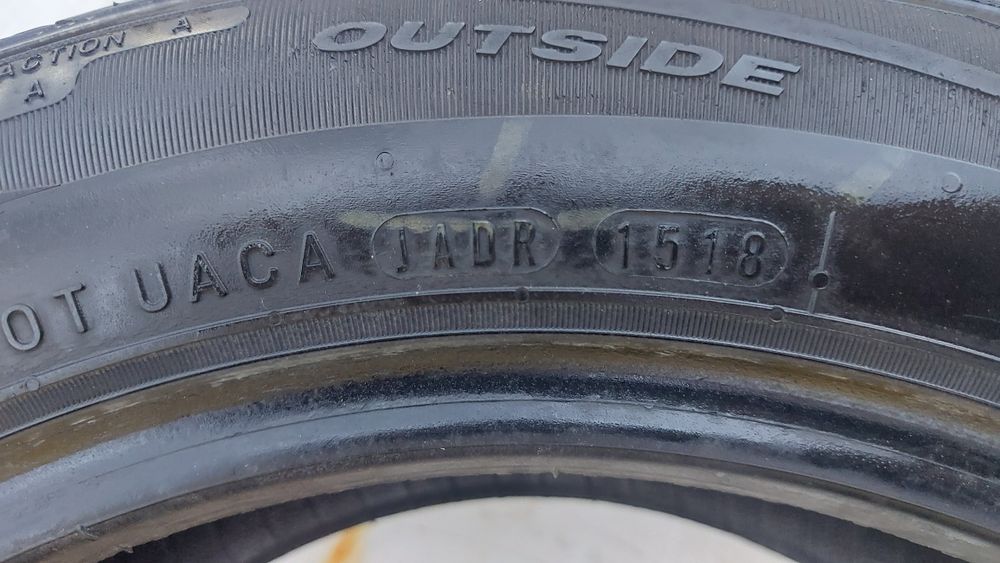 ACTION A
A
OUTSIDE
OT UACA JADR 1518